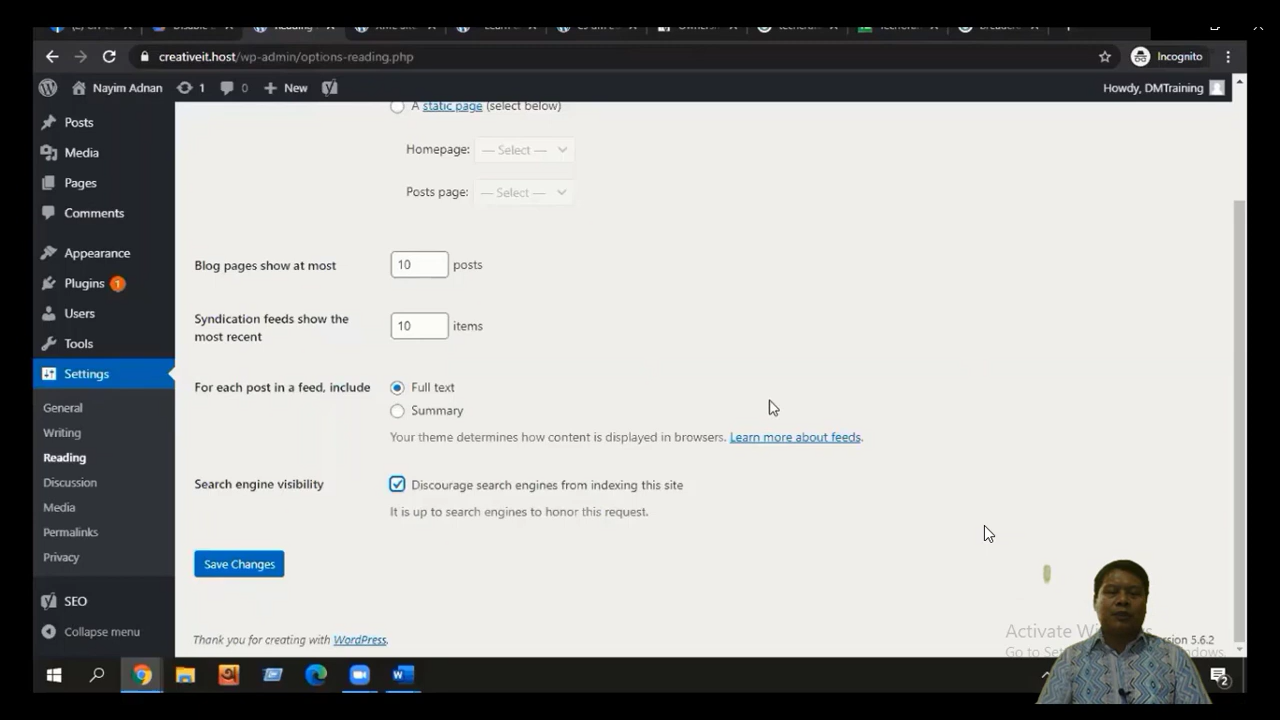 creativeit.host/wp-admin/options-reading.php
Incognito
Nayim Adnan
1
0
New
Howdy, DMTraining
Posts
Media
Pages
Comments
Appearance
Plugins 1
Users
Tools
Settings
General
Writing
Reading
Discussion
Media
Permalinks
Privacy
SEO
Collapse menu
A static page (select below)
Homepage: — Select —
Posts page: — Select —
Blog pages show at most 10 posts
Syndication feeds show the
most recent
10 items
For each post in a feed, include
Full text
Summary
Your theme determines how content is displayed in browsers. Learn more about feeds.
Search engine visibility
Discourage search engines from indexing this site
It is up to search engines to honor this request.
Save Changes
Thank you for creating with WordPress.
Activate
Go to
5.6.2
2